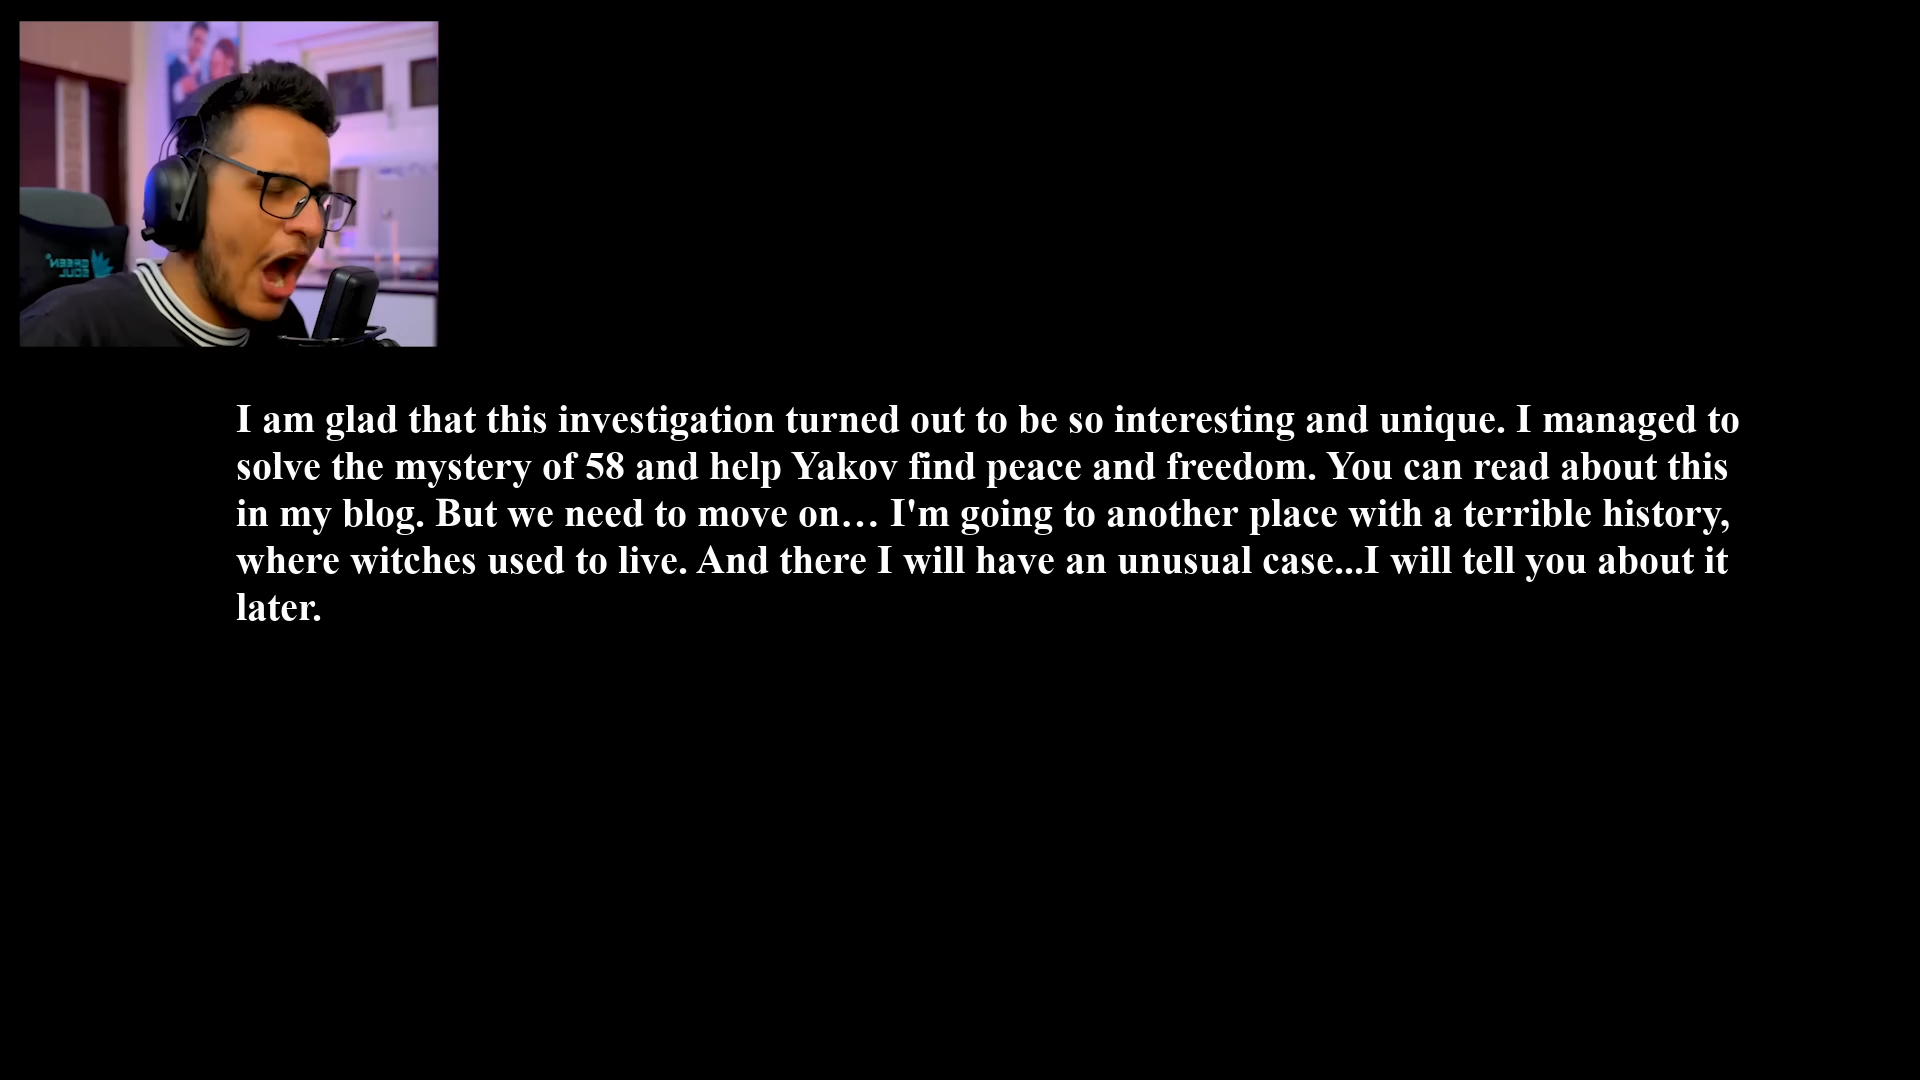 GREEN
SOUL
I am glad that this investigation turned out to be so interesting and unique. I managed to
solve the mystery of 58 and help Yakov find peace and freedom. You can read about this
in my blog. But we need to move on… I'm going to another place with a terrible history,
where witches used to live. And there I will have an unusual case...I will tell you about it
later.